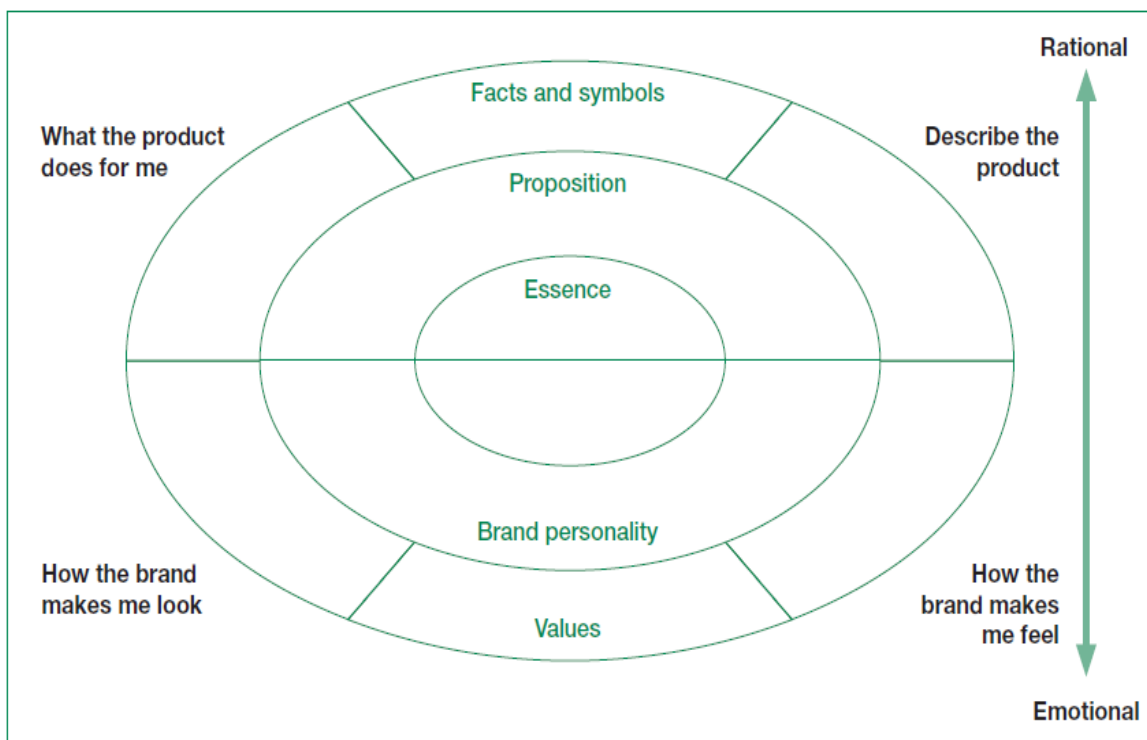 Rational
Facts and symbols
What the product
does for me
Describe the
product
Proposition
Essence
Brand personality
How the brand
makes me look
How the
brand makes
me feel
Values
Emotional